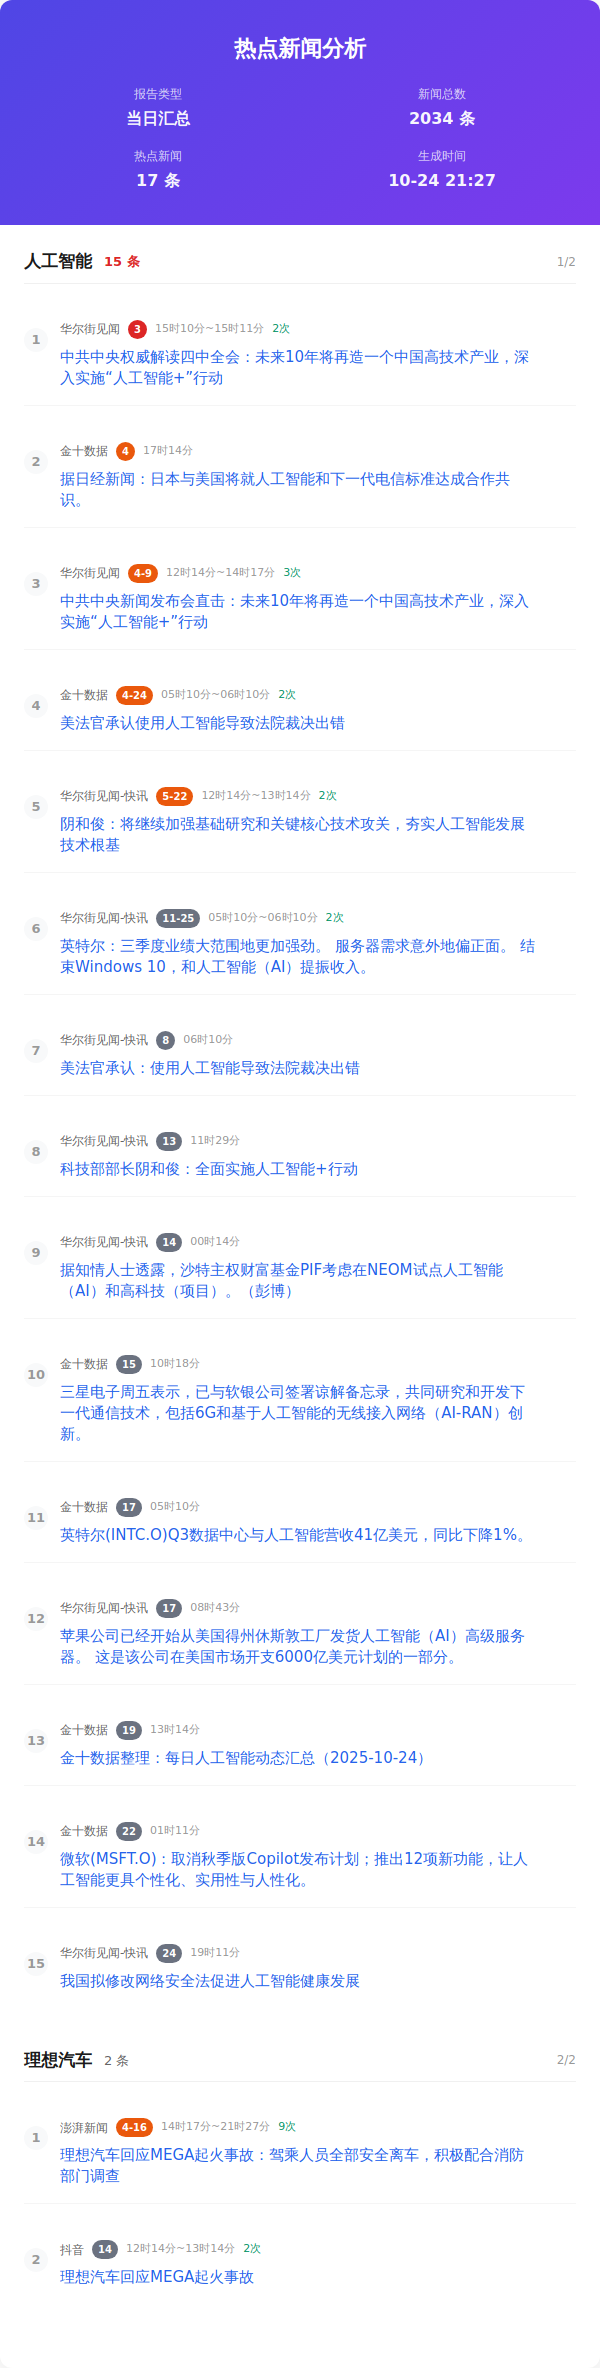 热点新闻分析
报告类型 新闻总数
当日汇总 2034 条
热点新闻 生成时间
17 条 10-24 21:27
人工智能 15 条 1/2
1
华尔街见闻 3 15时10分~15时11分 2次
中共中央权威解读四中全会：未来10年将再造一个中国高技术产业，深
入实施“人工智能+”行动
2
金十数据 4 17时14分
据日经新闻：日本与美国将就人工智能和下一代电信标准达成合作共
识。
3
华尔街见闻 4-9 12时14分~14时17分 3次
中共中央新闻发布会直击：未来10年将再造一个中国高技术产业，深入
实施“人工智能+”行动
4
金十数据 4-24 05时10分~06时10分 2次
美法官承认使用人工智能导致法院裁决出错
5
华尔街见闻-快讯 5-22 12时14分~13时14分 2次
阴和俊：将继续加强基础研究和关键核心技术攻关，夯实人工智能发展
技术根基
6
华尔街见闻-快讯 11-25 05时10分~06时10分 2次
英特尔：三季度业绩大范围地更加强劲。 服务器需求意外地偏正面。 结
束Windows 10，和人工智能（AI）提振收入。
7
华尔街见闻-快讯 8 06时10分
美法官承认：使用人工智能导致法院裁决出错
8
华尔街见闻-快讯 13 11时29分
科技部部长阴和俊：全面实施人工智能+行动
9
华尔街见闻-快讯 14 00时14分
据知情人士透露，沙特主权财富基金PIF考虑在NEOM试点人工智能
（AI）和高科技（项目）。（彭博）
10
金十数据 15 10时18分
三星电子周五表示，已与软银公司签署谅解备忘录，共同研究和开发下
一代通信技术，包括6G和基于人工智能的无线接入网络（AI-RAN）创
新。
11
金十数据 17 05时10分
英特尔(INTC.O)Q3数据中心与人工智能营收41亿美元，同比下降1%。
12
华尔街见闻-快讯 17 08时43分
苹果公司已经开始从美国得州休斯敦工厂发货人工智能（AI）高级服务
器。 这是该公司在美国市场开支6000亿美元计划的一部分。
13
金十数据 19 13时14分
金十数据整理：每日人工智能动态汇总（2025-10-24）
14
金十数据 22 01时11分
微软(MSFT.O)：取消秋季版Copilot发布计划；推出12项新功能，让人
工智能更具个性化、实用性与人性化。
15
华尔街见闻-快讯 24 19时11分
我国拟修改网络安全法促进人工智能健康发展
理想汽车 2 条 2/2
1
澎湃新闻 4-16 14时17分~21时27分 9次
理想汽车回应MEGA起火事故：驾乘人员全部安全离车，积极配合消防
部门调查
2
抖音 14 12时14分~13时14分 2次
理想汽车回应MEGA起火事故